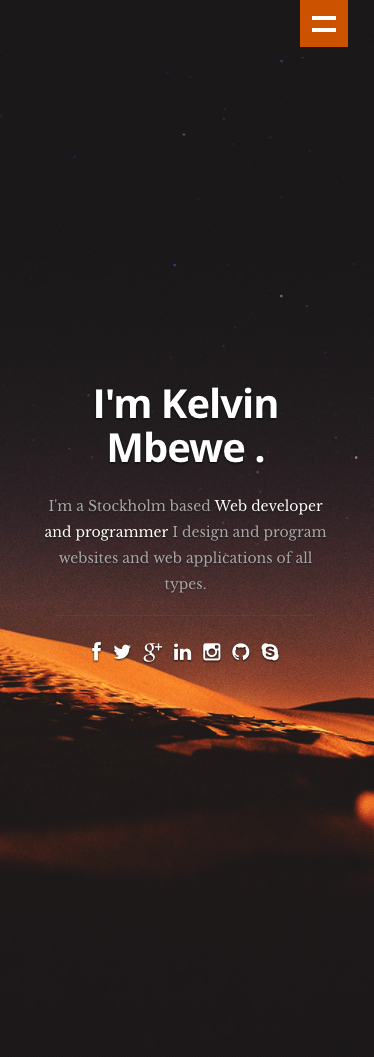 I'm Kelvin
Mbewe .
I'm a Stockholm based Web developer
and programmer I design and program
websites and web applications of all
types.